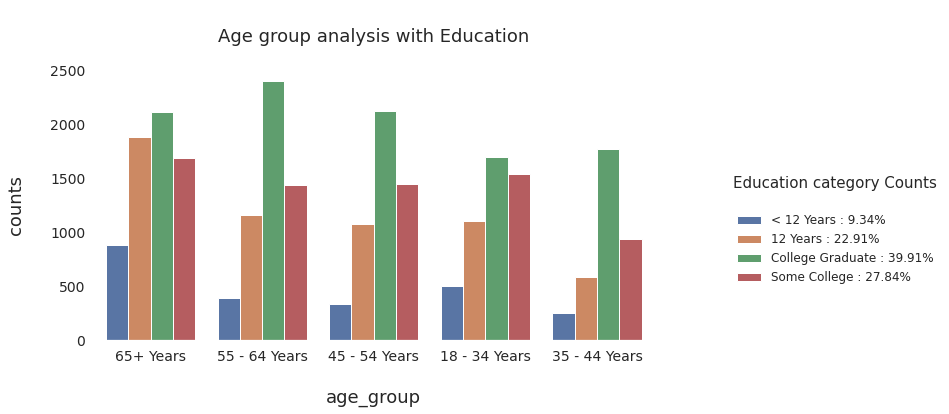 Age group analysis with Education
counts
2500
2000
1500
1000
500
0
65+ Years
55 - 64 Years
45 - 54 Years
18 - 34 Years
35 - 44 Years
age_group
Education category Counts
< 12 Years : 9.34%
12 Years : 22.91%
College Graduate : 39.91%
Some College : 27.84%